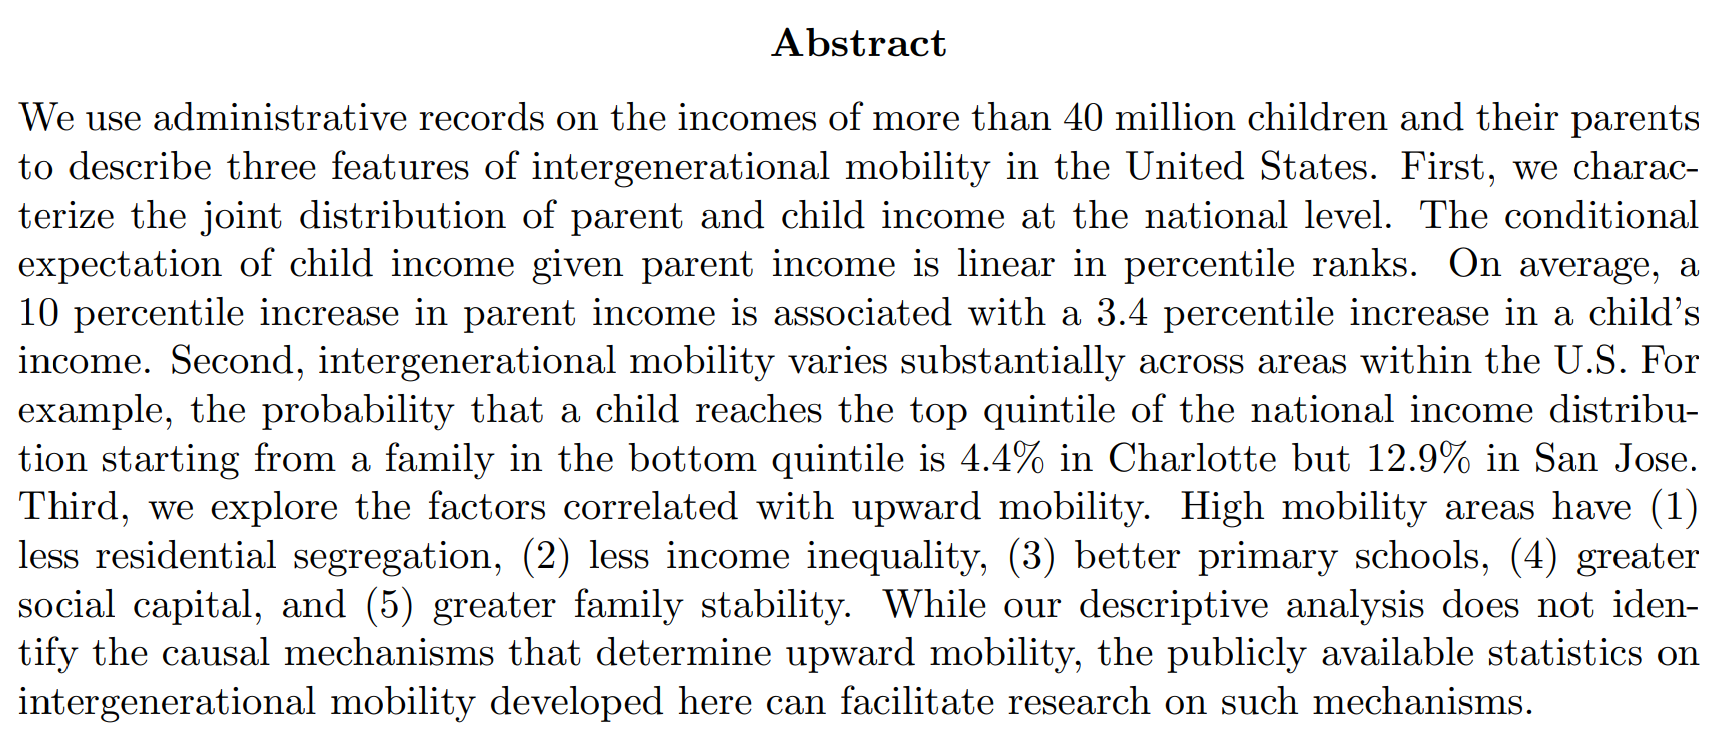 Abstract
We use administrative records on the incomes of more than 40 million children and their parents
to describe three features of intergenerational mobility in the United States. First, we charac-
terize the joint distribution of parent and child income at the national level. The conditional
expectation of child income given parent income is linear in percentile ranks. On average, a
10 percentile increase in parent income is associated with a 3.4 percentile increase in a child's
income. Second, intergenerational mobility varies substantially across areas within the U.S. For
example, the probability that a child reaches the top quintile of the national income distribu-
tion starting from a family in the bottom quintile is 4.4% in Charlotte but 12.9% in San Jose.
Third, we explore the factors correlated with upward mobility. High mobility areas have (1)
less residential segregation, (2) less income inequality, (3) better primary schools, (4) greater
social capital, and (5) greater family stability. While our descriptive analysis does not iden-
tify the causal mechanisms that determine upward mobility, the publicly available statistics on
intergenerational mobility developed here can facilitate research on such mechanisms.